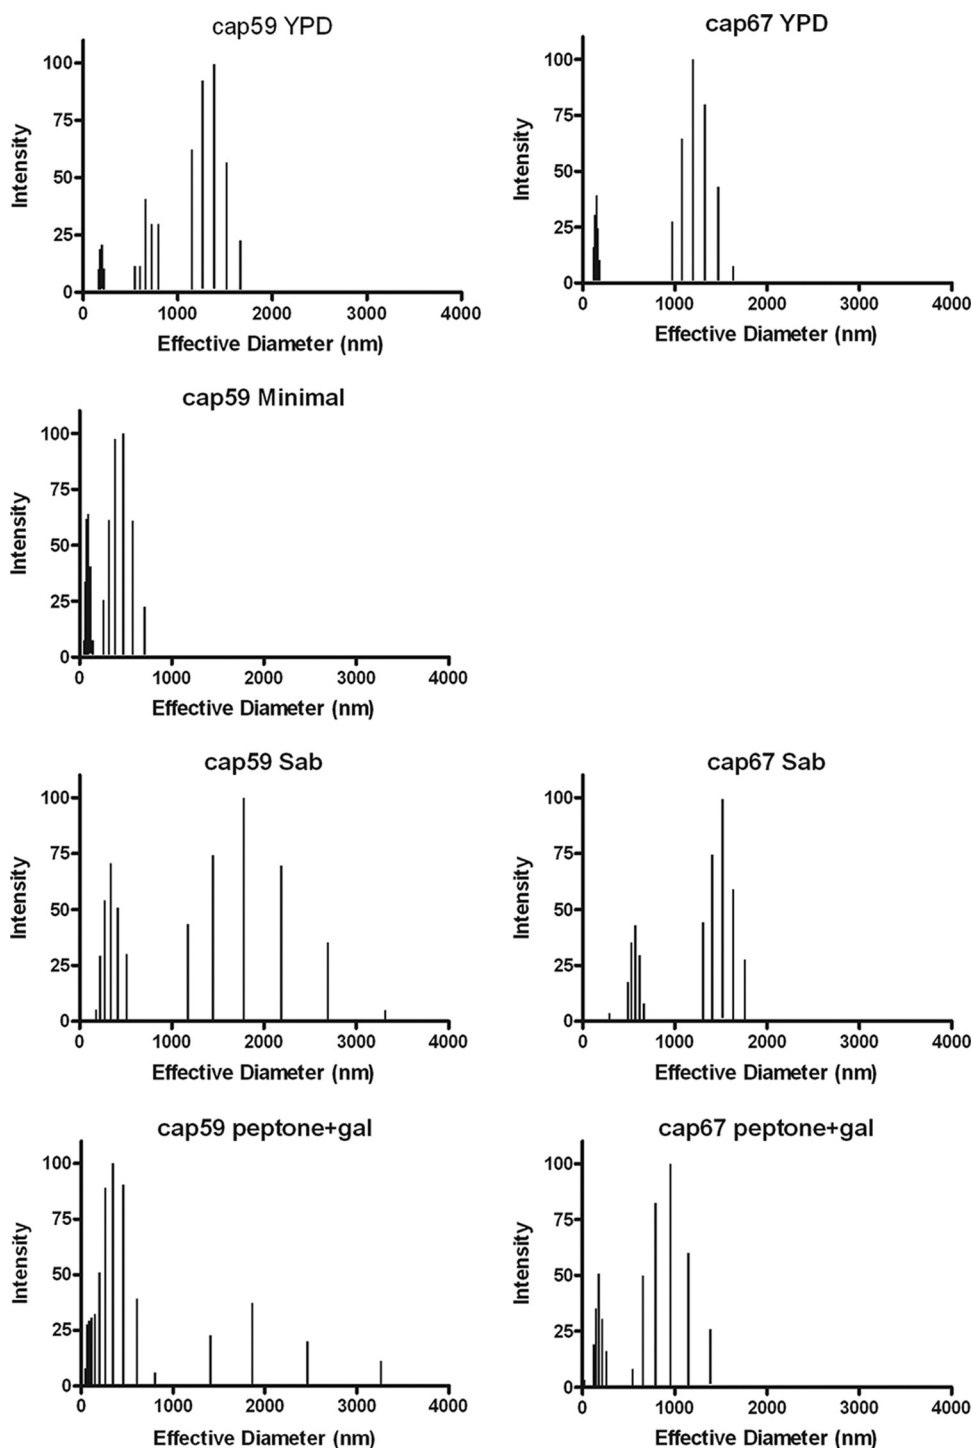 cap59 YPD
100
75
50
25
0
Intensity
0 1000 2000 3000 4000
Effective Diameter (nm)
cap67 YPD
100
75
50
25
0
Intensity
0 1000 2000 3000 4000
Effective Diameter (nm)
cap59 Minimal
100
75
50
25
0
Intensity
0 1000 2000 3000 4000
Effective Diameter (nm)
cap59 Sab
100
75
50
25
0
Intensity
0 1000 2000 3000 4000
Effective Diameter (nm)
cap67 Sab
100
75
50
25
0
Intensity
0 1000 2000 3000 4000
Effective Diameter (nm)
cap59 peptone+gal
100
75
50
25
0
Intensity
0 1000 2000 3000 4000
Effective Diameter (nm)
cap67 peptone+gal
100
75
50
25
0
Intensity
0 1000 2000 3000 4000
Effective Diameter (nm)